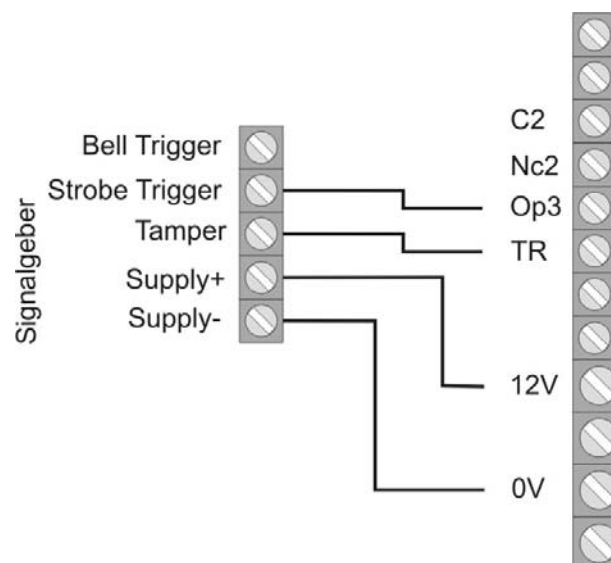 Signalgeber
Bell Trigger
Strobe Trigger
Tamper
Supply+
Supply-
C2
Nc2
Op3
TR
12V
0V